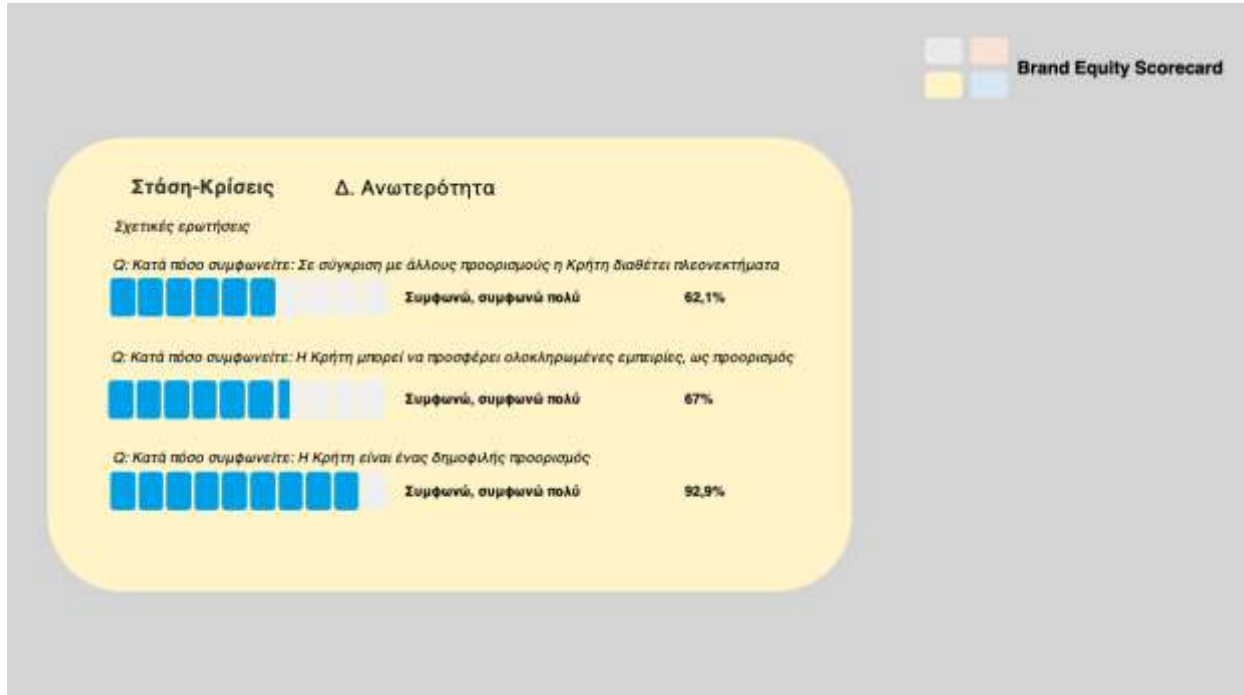 Brand Equity Scorecard
Στάση-Κρίσεις Δ. Ανωτερότητα
Σχετικές ερωτήσεις
Q: Κατά πόσο συμφωνείτε: Σε σύγκριση με άλλους προορισμούς η Κρήτη διαθέτει πλεονεκτήματα
Συμφωνώ, συμφωνώ πολύ 62,1%
Q: Κατά πόσο συμφωνείτε: Η Κρήτη μπορεί να προσφέρει ολοκληρωμένες εμπειρίες, ως προορισμός
Συμφωνώ, συμφωνώ πολύ 67%
Q: Κατά πόσο συμφωνείτε: Η Κρήτη είναι ένας δημοφιλής προορισμός
Συμφωνώ, συμφωνώ πολύ 92,9%